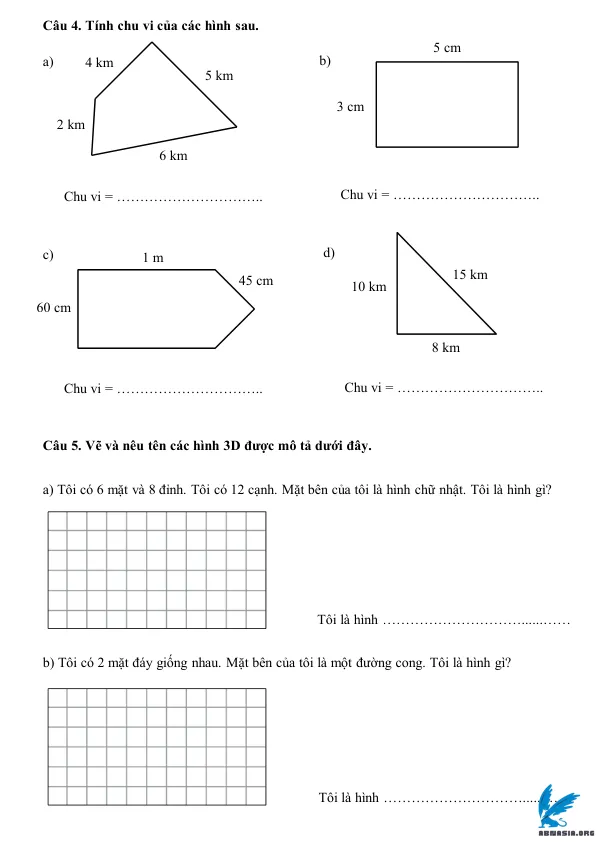 Câu 4. Tính chu vi của các hình sau.
a)
4 km
5 km
2 km
6 km
Chu vi = …………………………..
b)
5 cm
3 cm
Chu vi = …………………………..
c)
1 m
45 cm
60 cm
Chu vi = …………………………..
d)
10 km
15 km
8 km
Chu vi = …………………………..
Câu 5. Vẽ và nêu tên các hình 3D được mô tả dưới đây.
a) Tôi có 6 mặt và 8 đỉnh. Tôi có 12 cạnh. Mặt bên của tôi là hình chữ nhật. Tôi là hình gì?
Tôi là hình …………………………......……
b) Tôi có 2 mặt đáy giống nhau. Mặt bên của tôi là một đường cong. Tôi là hình gì?
Tôi là hình …………………………......……
ABNASIA.ORG